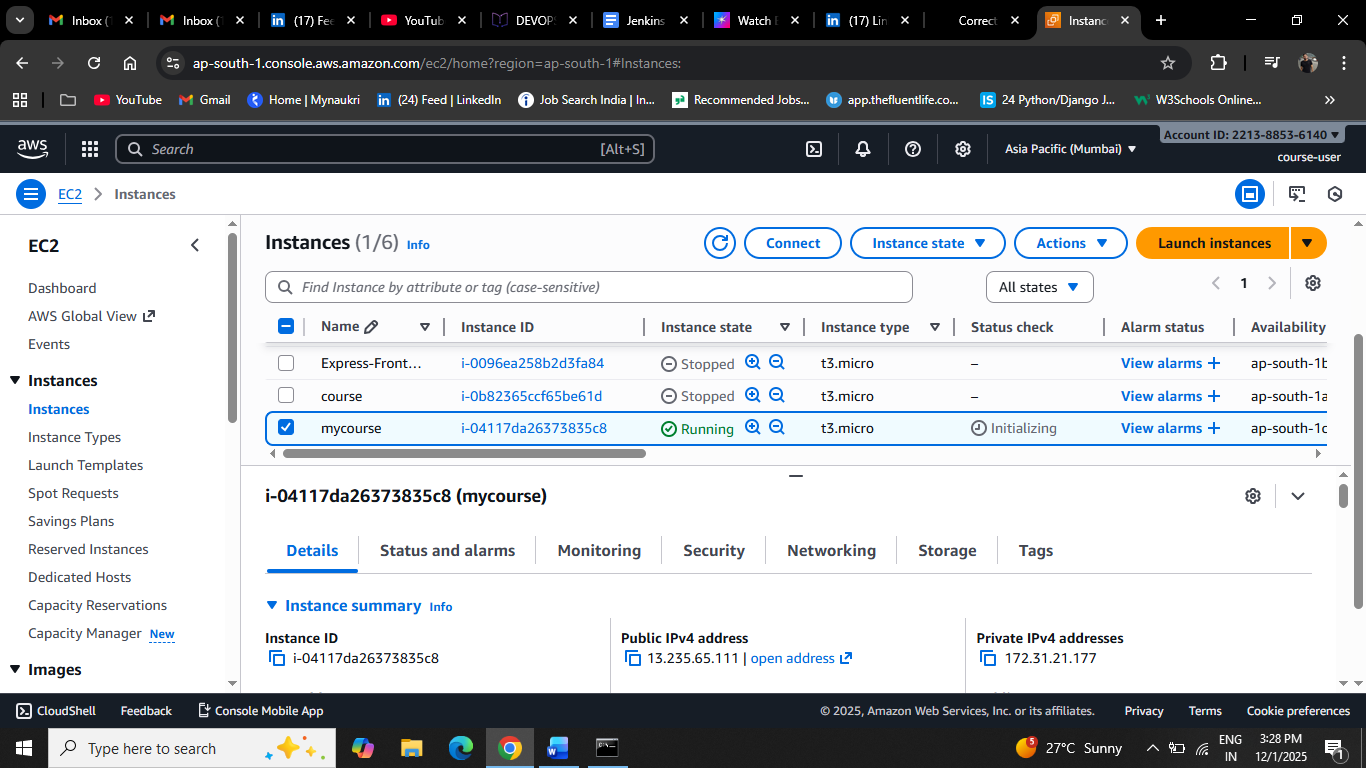 Inbox (
Inbox (
(17) Fee
YouTub
DEVOPS
Jenkins
Watch
(17) Lin
Correct
Instanc
ap-south-1.console.aws.amazon.com/ec2/home?region=ap-south-1#Instances:
YouTube Gmail Home | Mynaukri (24) Feed | LinkedIn Job Search India | In... Recommended Jobs... app.thefluentlife.co... 24 Python/Django J... W3Schools Online... »
aws Search [Alt+S] Asia Pacific (Mumbai) Account ID: 2213-8853-6140
course-user
EC2 > Instances
EC2
Dashboard
AWS Global View
Events
Instances
Instances
Instance Types
Launch Templates
Spot Requests
Savings Plans
Reserved Instances
Dedicated Hosts
Capacity Reservations
Capacity Manager New
Images
Instances (1/6) Info
Connect Instance state Actions Launch instances
Find Instance by attribute or tag (case-sensitive) All states 1
Name Instance ID Instance state Instance type Status check Alarm status Availability
Express-Front... i-0096ea258b2d3fa84 Stopped t3.micro – View alarms + ap-south-1b
course i-0b82365ccf65be61d Stopped t3.micro – View alarms + ap-south-1a
mycourse i-04117da26373835c8 Running t3.micro Initializing View alarms + ap-south-1c
i-04117da26373835c8 (mycourse)
Details Status and alarms Monitoring Security Networking Storage Tags
Instance summary Info
Instance ID Public IPv4 address Private IPv4 addresses
i-04117da26373835c8 13.235.65.111 | open address 172.31.21.177
CloudShell Feedback Console Mobile App © 2025, Amazon Web Services, Inc. or its affiliates. Privacy Terms Cookie preferences
Type here to search 5 27°C Sunny ENG IN 3:28 PM 12/1/2025 1